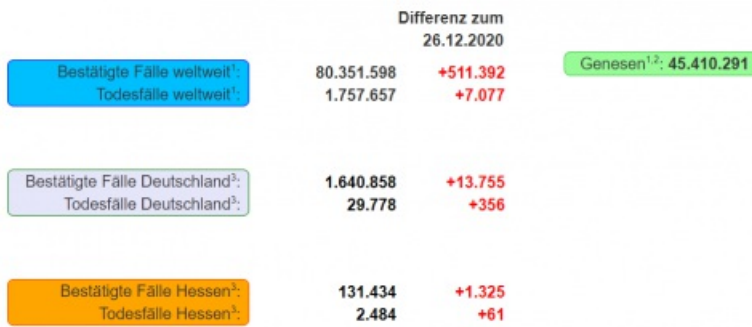 Differenz zum
26.12.2020
Bestätigte Fälle weltweit¹: 80.351.598 +511.392 Genesen¹,²: 45.410.291
Todesfälle weltweit¹: 1.757.657 +7.077
Bestätigte Fälle Deutschland³: 1.640.858 +13.755
Todesfälle Deutschland³: 29.778 +356
Bestätigte Fälle Hessen³: 131.434 +1.325
Todesfälle Hessen³: 2.484 +61